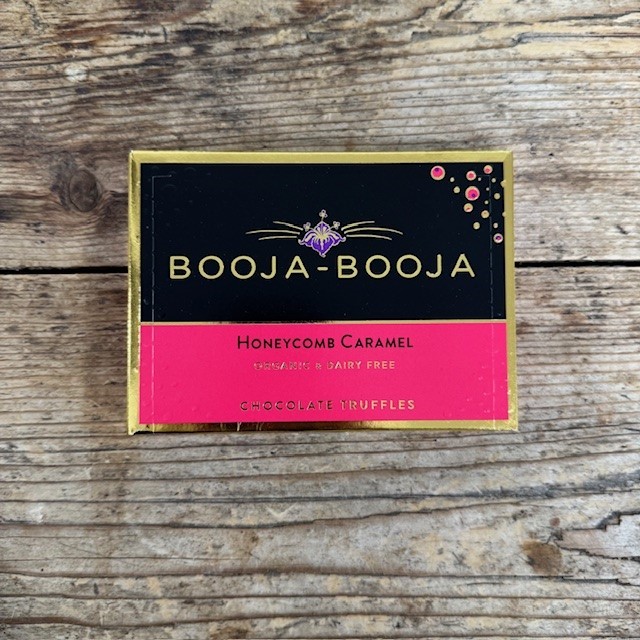 BOOJA-BOOJA
HONEYCOMB CARAMEL
ORGANIC & DAIRY FREE
CHOCOLATE TRUFFLES